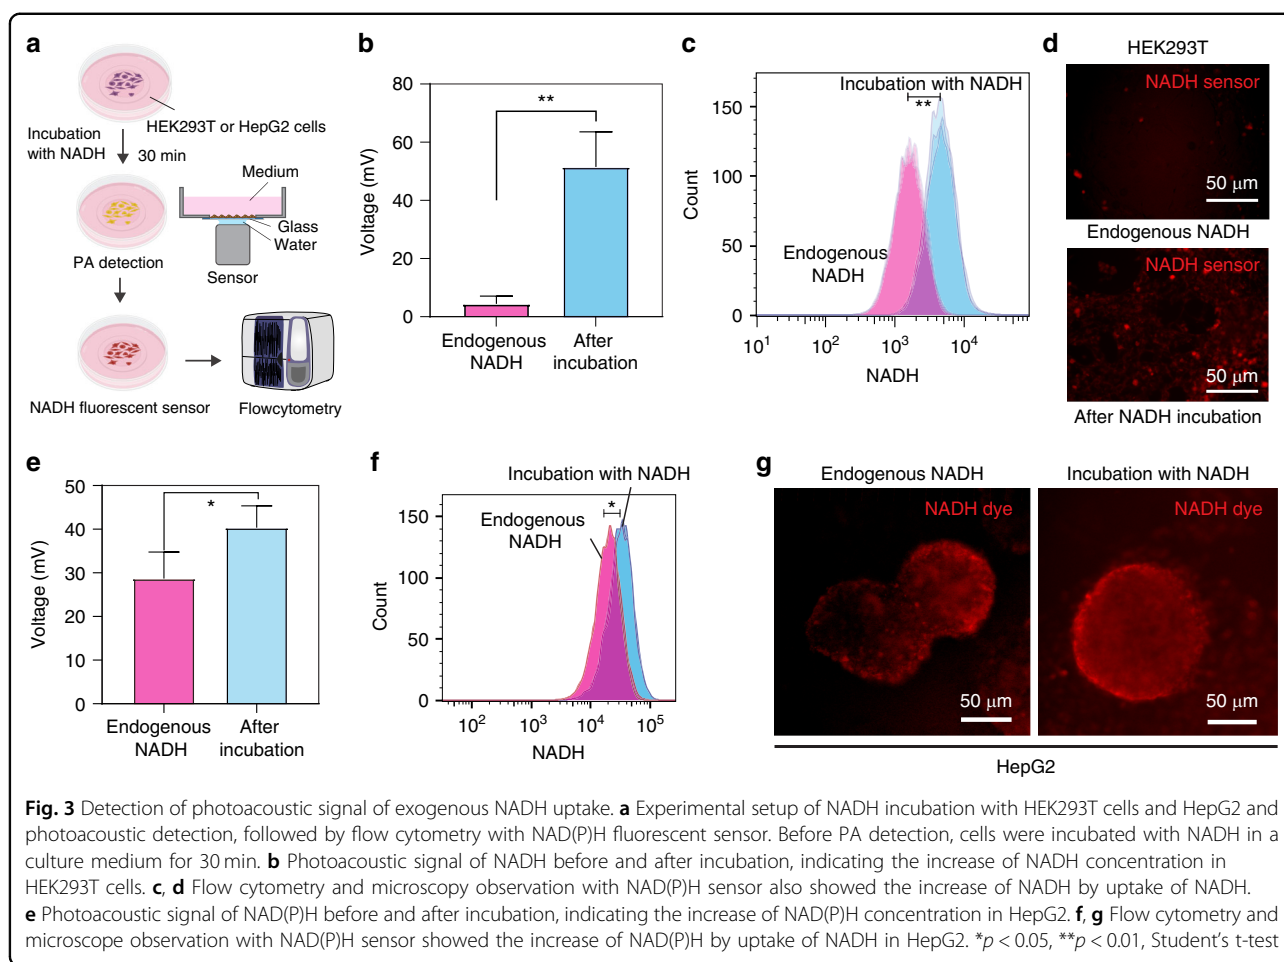 a
HEK293T or HepG2 cells
Incubation
with NADH
30 min
Medium
Glass
Water
PA detection
Sensor
NADH fluorescent sensor
Flowcytometry
b
80
60
40
20
0
Voltage (mV)
**
Endogenous
NADH
After
incubation
c
Incubation with NADH
**
150
100
50
0
Count
Endogenous
NADH
10¹
10²
10³
10⁴
NADH
d
HEK293T
NADH sensor
50 μm
Endogenous NADH
NADH sensor
50 μm
After NADH incubation
e
50
40
30
20
10
0
Voltage (mV)
*
Endogenous
NADH
After
incubation
f
Incubation with NADH
*
Endogenous
NADH
150
100
50
0
Count
10²
10³
10⁴
10⁵
NADH
g
Endogenous NADH
Incubation with NADH
NADH dye
NADH dye
50 μm
50 μm
HepG2
Fig. 3 Detection of photoacoustic signal of exogenous NADH uptake. a Experimental setup of NADH incubation with HEK293T cells and HepG2 and
photoacoustic detection, followed by flow cytometry with NAD(P)H fluorescent sensor. Before PA detection, cells were incubated with NADH in a
culture medium for 30 min. b Photoacoustic signal of NADH before and after incubation, indicating the increase of NADH concentration in
HEK293T cells. c, d Flow cytometry and microscopy observation with NAD(P)H sensor also showed the increase of NADH by uptake of NADH.
e Photoacoustic signal of NAD(P)H before and after incubation, indicating the increase of NAD(P)H concentration in HepG2. f, g Flow cytometry and
microscope observation with NAD(P)H sensor showed the increase of NAD(P)H by uptake of NADH in HepG2. *p < 0.05, **p < 0.01, Student's t-test